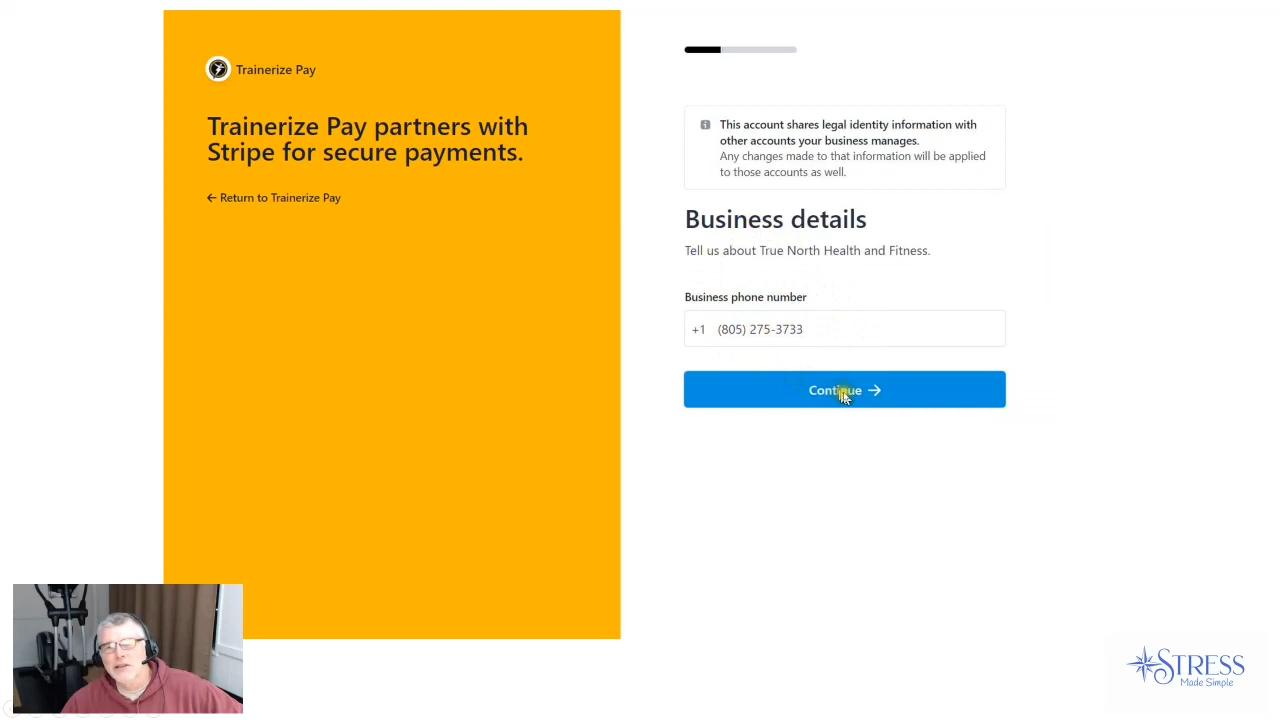 Trainerize Pay
Trainerize Pay partners with
Stripe for secure payments.
← Return to Trainerize Pay
This account shares legal identity information with
other accounts your business manages.
Any changes made to that information will be applied
to those accounts as well.
Business details
Tell us about True North Health and Fitness.
Business phone number
+1 (805) 275-3733
Continue →
STRESS
Made Simple